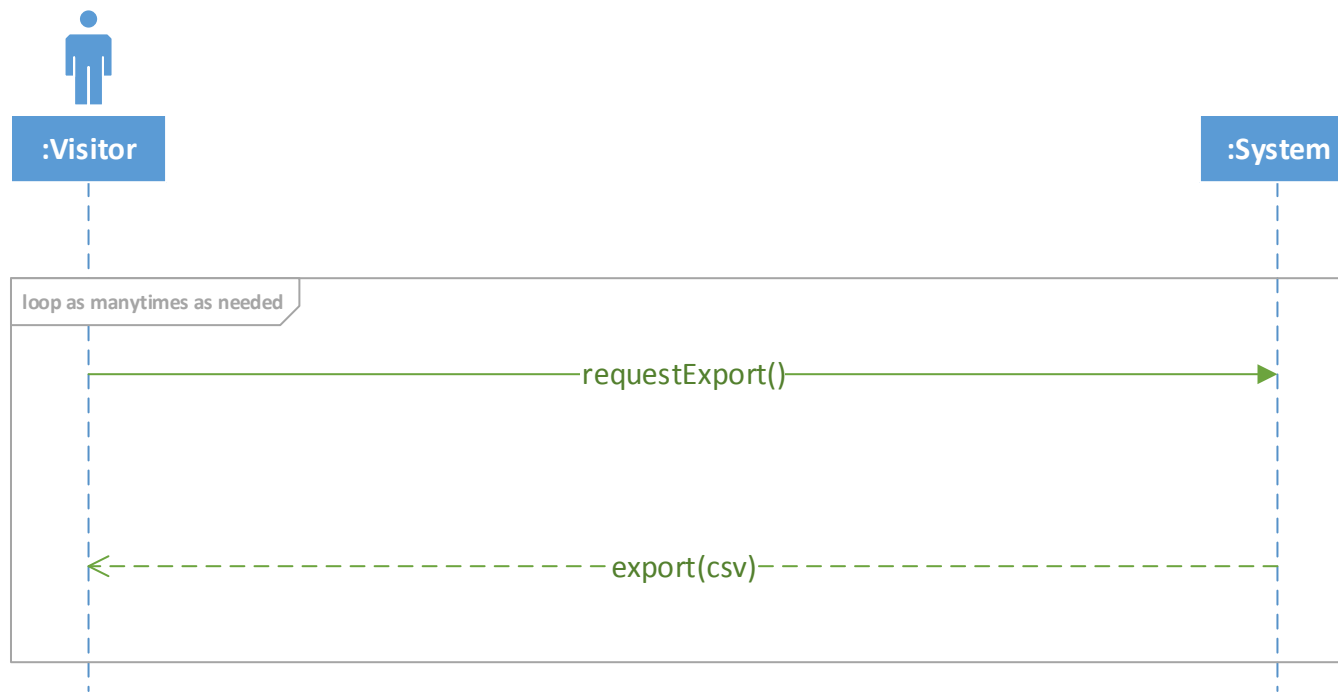 :Visitor
:System
loop as manytimes as needed
requestExport()
export(csv)